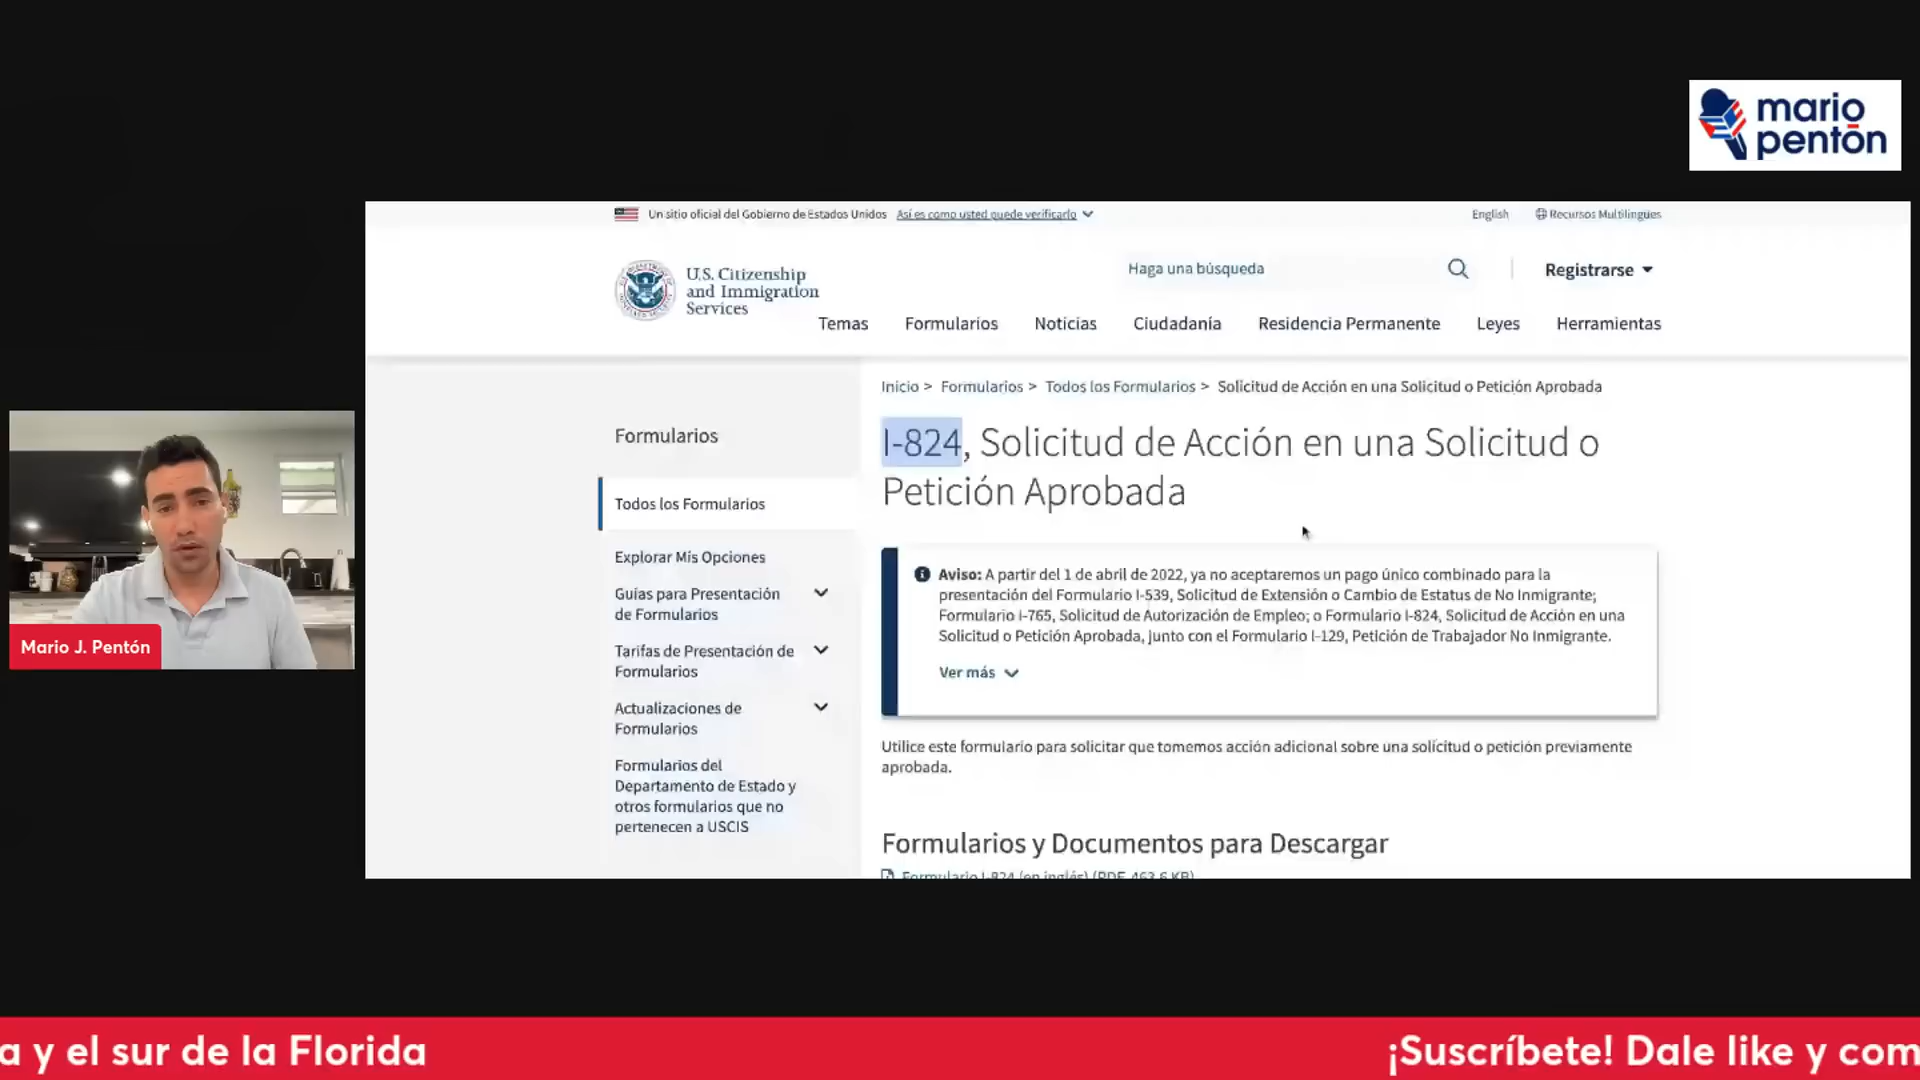 mario
pentón
Un sitio oficial del Gobierno de Estados Unidos Así es como usted puede verificarlo
English Recursos Multilingües
U.S. Citizenship
and Immigration
Services
Haga una búsqueda
Registrarse
Temas Formularios Noticias Ciudadanía Residencia Permanente Leyes Herramientas
Inicio > Formularios > Todos los Formularios > Solicitud de Acción en una Solicitud o Petición Aprobada
Formularios
Todos los Formularios
Explorar Mis Opciones
Guías para Presentación
de Formularios
Tarifas de Presentación de
Formularios
Actualizaciones de
Formularios
Formularios del
Departamento de Estado y
otros formularios que no
pertenecen a USCIS
I-824, Solicitud de Acción en una Solicitud o
Petición Aprobada
Aviso: A partir del 1 de abril de 2022, ya no aceptaremos un pago único combinado para la
presentación del Formulario I-539, Solicitud de Extensión o Cambio de Estatus de No Inmigrante;
Formulario I-765, Solicitud de Autorización de Empleo; o Formulario I-824, Solicitud de Acción en una
Solicitud o Petición Aprobada, junto con el Formulario I-129, Petición de Trabajador No Inmigrante.
Ver más
Utilice este formulario para solicitar que tomemos acción adicional sobre una solicitud o petición previamente
aprobada.
Formularios y Documentos para Descargar
Formulario I-824 (en inglés) (PDF, 463.6 KB)
Mario J. Pentón
a y el sur de la Florida
¡Suscríbete! Dale like y com